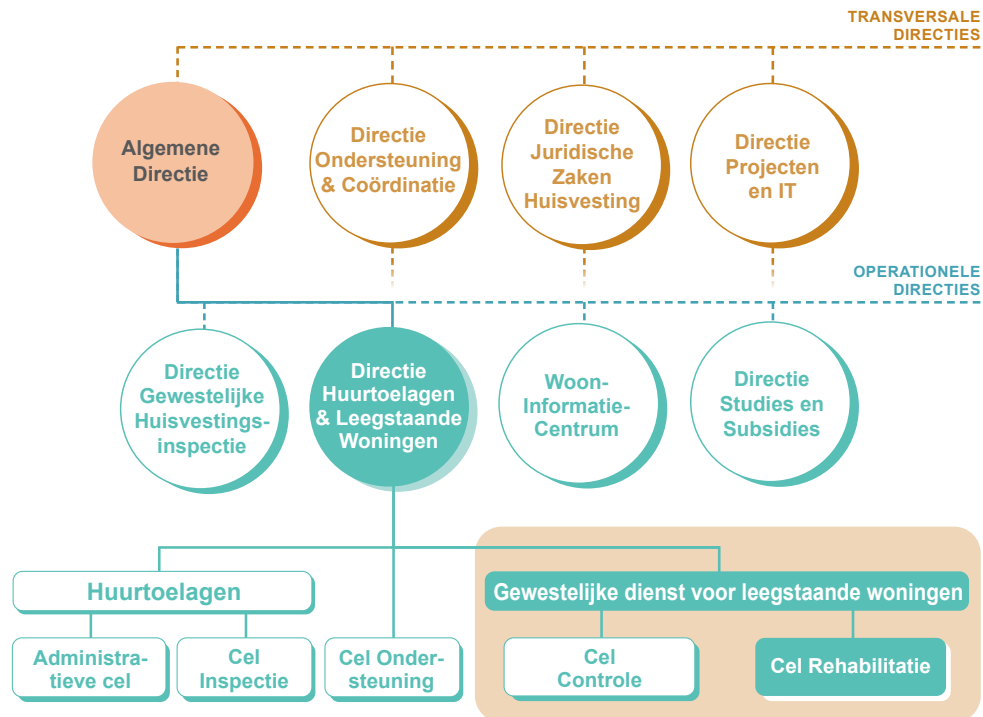 TRANSVERSALE
DIRECTIES
Algemene
Directie
Directie
Ondersteuning
& Coördinatie
Directie
Juridische
Zaken
Huisvesting
Directie
Projecten
en IT
OPERATIONELE
DIRECTIES
Directie
Gewestelijke
Huisvestings-
inspectie
Directie
Huurtoelagen
& Leegstaande
Woningen
Woon-
Informatie-
Centrum
Directie
Studies en
Subsidies
Huurtoelagen
Gewestelijke dienst voor leegstaande woningen
Administra-
tieve cel
Cel
Inspectie
Cel Onder-
steuning
Cel
Controle
Cel Rehabilitatie